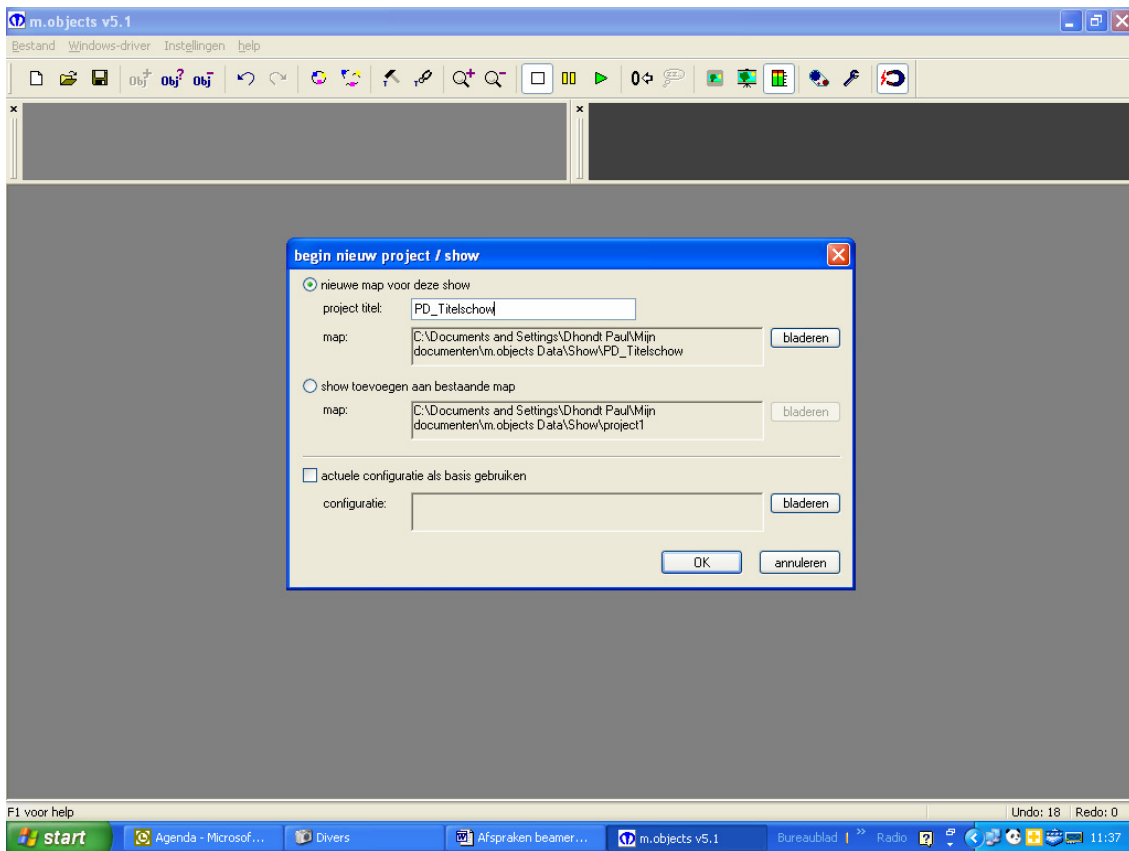 m.objects v5.1
Bestand Windows-driver Instellingen help
obj+ obj? obj-
0
x x
begin nieuw project / show
nieuwe map voor deze show
project titel: PD_Titelschow
map: C:\Documents and Settings\Dhondt Paul\Mijn
documenten\m.objects Data\Show\PD_Titelschow
bladeren
show toevoegen aan bestaande map
map: C:\Documents and Settings\Dhondt Paul\Mijn
documenten\m.objects Data\Show\project1
bladeren
actuele configuratie als basis gebruiken
configuratie:
bladeren
OK annuleren
F1 voor help Undo: 18 Redo: 0
start Agenda - Microsof... Divers Afspraken beamer... m.objects v5.1 Bureaublad » Radio 11:37